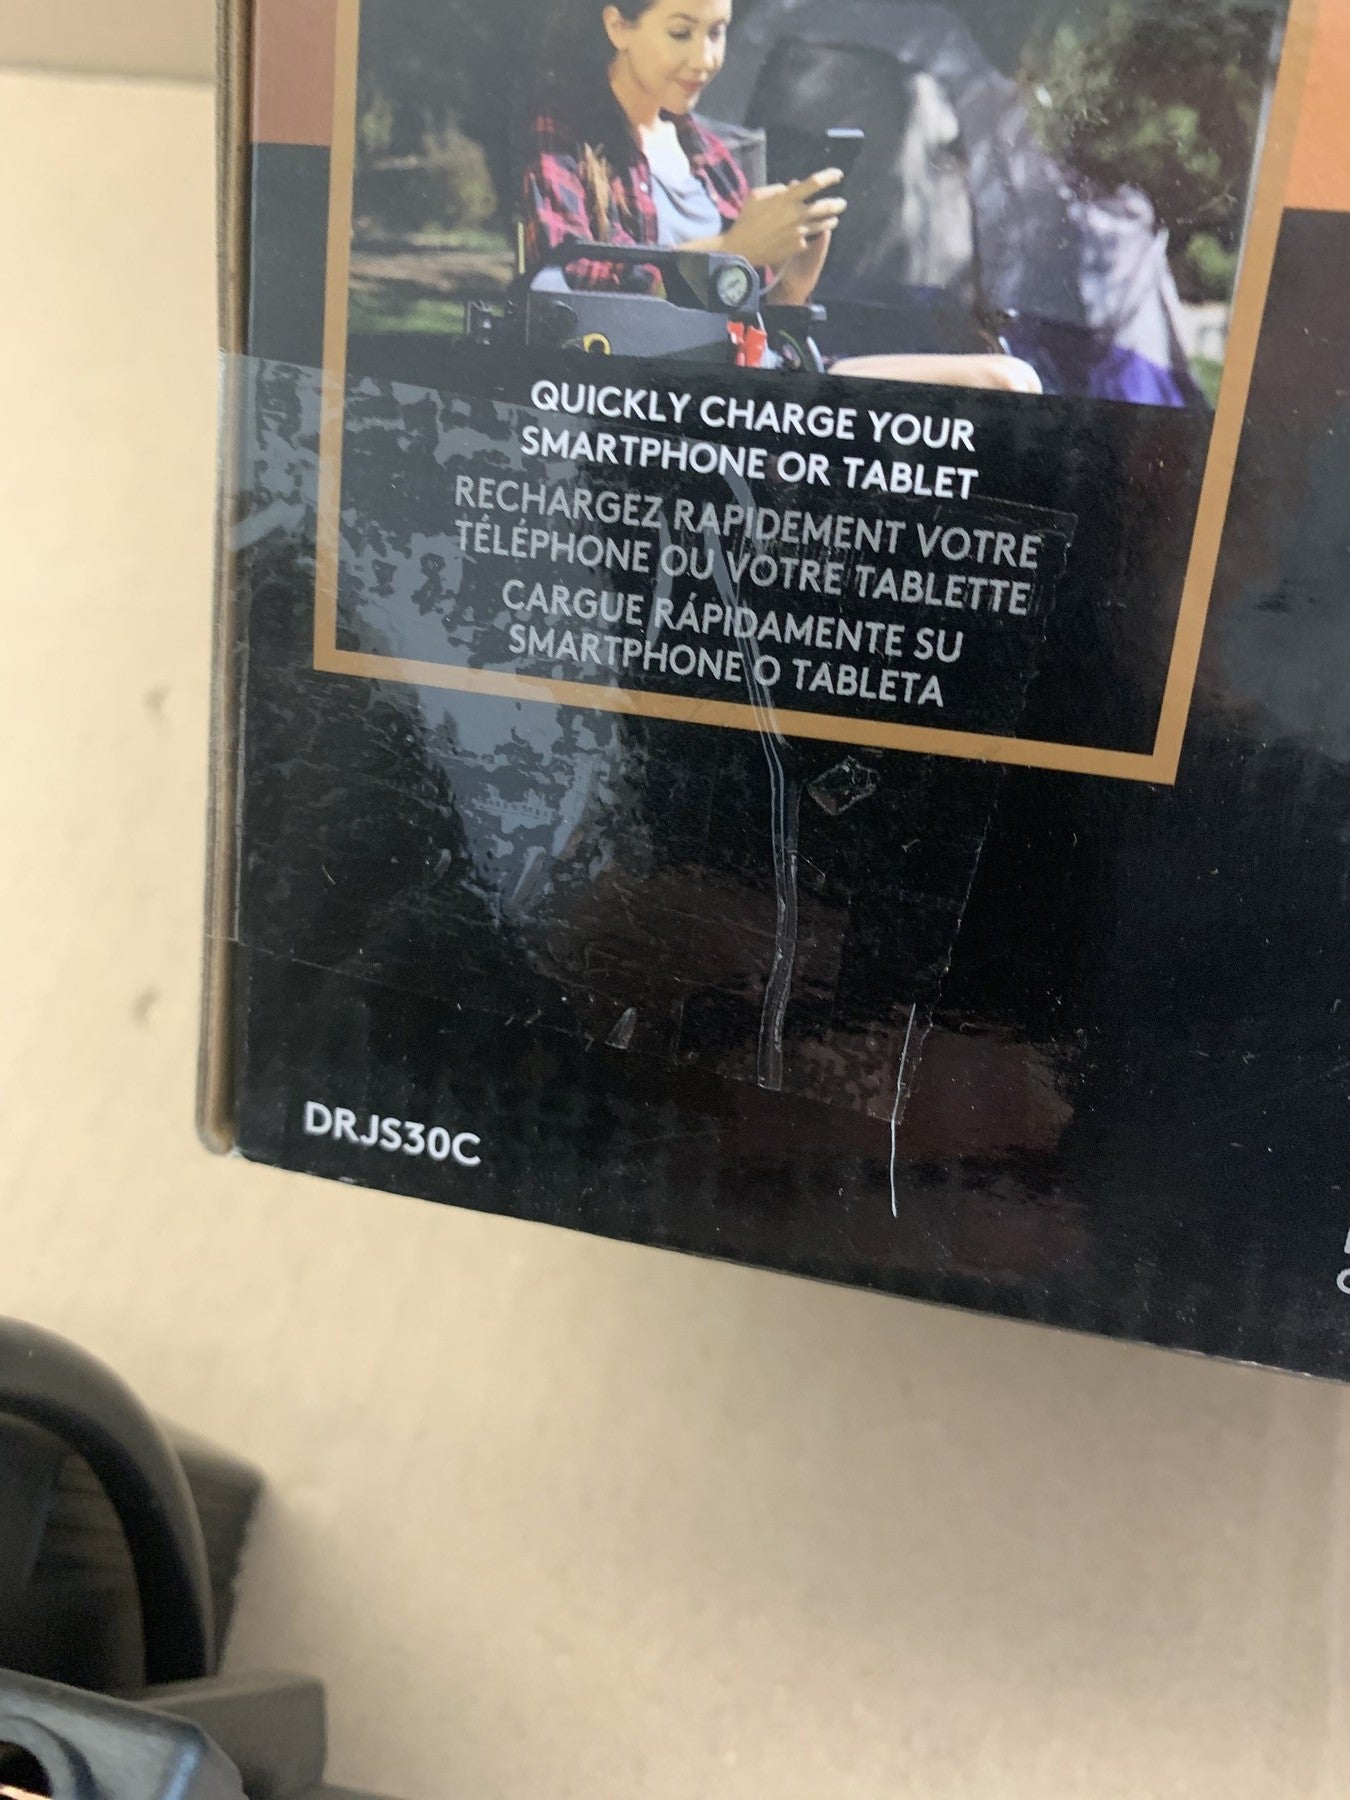 QUICKLY CHARGE YOUR
SMARTPHONE OR TABLET
RECHARGEZ RAPIDEMENT VOTRE
TÉLÉPHONE OU VOTRE TABLETTE
CARGUE RÁPIDAMENTE SU
SMARTPHONE O TABLETA
DRJS30C